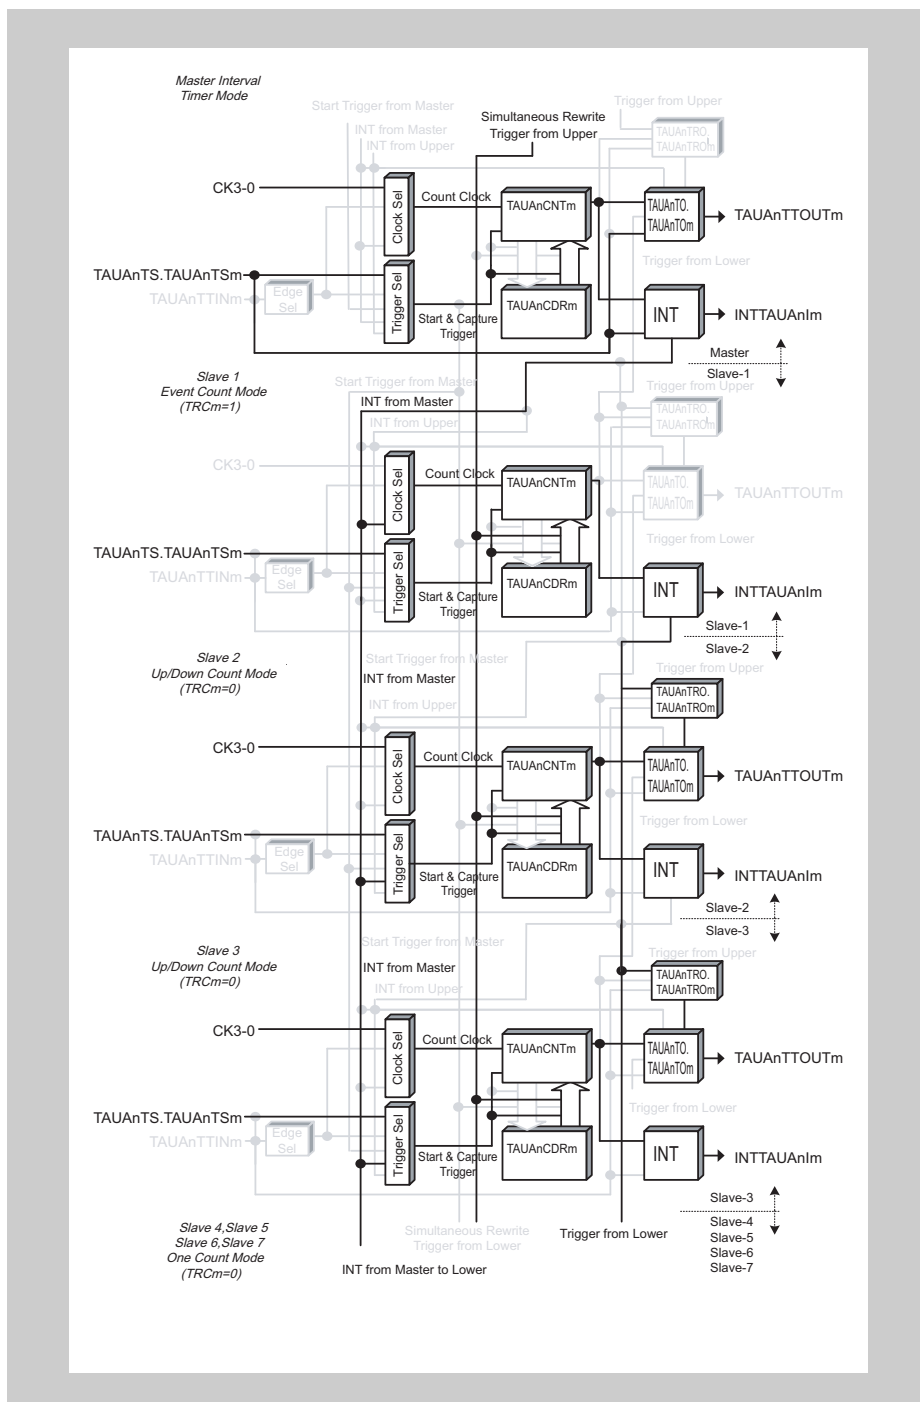 Master Interval
Timer Mode
Start Trigger from Master
INT from Master
INT from Upper
Simultaneous Rewrite
Trigger from Upper
Trigger from Upper
TAUAnTRO.
TAUAnTROm
CK3-0
Clock Sel
Count Clock
TAUAnCNTm
TAUAnTO.
TAUAnTOm
TAUAnTTOUTm
Trigger from Lower
TAUAnTS.TAUAnTSm
TAUAnTTINm
Edge
Sel
Trigger Sel
Start & Capture
Trigger
TAUAnCDRm
INT
INTTAUAnIm
Master
Slave-1
Slave 1
Event Count Mode
(TRCm=1)
Start Trigger from Master
INT from Master
INT from Upper
Trigger from Upper
TAUAnTRO.
TAUAnTROm
CK3-0
Clock Sel
Count Clock
TAUAnCNTm
TAUAnTO.
TAUAnTOm
TAUAnTTOUTm
Trigger from Lower
TAUAnTS.TAUAnTSm
TAUAnTTINm
Edge
Sel
Trigger Sel
Start & Capture
Trigger
TAUAnCDRm
INT
INTTAUAnIm
Slave-1
Slave-2
Slave 2
Up/Down Count Mode
(TRCm=0)
Start Trigger from Master
INT from Master
INT from Upper
Trigger from Upper
TAUAnTRO.
TAUAnTROm
CK3-0
Clock Sel
Count Clock
TAUAnCNTm
TAUAnTO.
TAUAnTOm
TAUAnTTOUTm
Trigger from Lower
TAUAnTS.TAUAnTSm
TAUAnTTINm
Edge
Sel
Trigger Sel
Start & Capture
Trigger
TAUAnCDRm
INT
INTTAUAnIm
Slave-2
Slave-3
Slave 3
Up/Down Count Mode
(TRCm=0)
Start Trigger from Master
INT from Master
INT from Upper
Trigger from Upper
TAUAnTRO.
TAUAnTROm
CK3-0
Clock Sel
Count Clock
TAUAnCNTm
TAUAnTO.
TAUAnTOm
TAUAnTTOUTm
Trigger from Lower
TAUAnTS.TAUAnTSm
TAUAnTTINm
Edge
Sel
Trigger Sel
Start & Capture
Trigger
TAUAnCDRm
INT
INTTAUAnIm
Slave-3
Slave-4
Slave-5
Slave-6
Slave-7
Slave 4,Slave 5
Slave 6,Slave 7
One Count Mode
(TRCm=0)
Simultaneous Rewrite
Trigger from Lower
Trigger from Lower
INT from Master to Lower